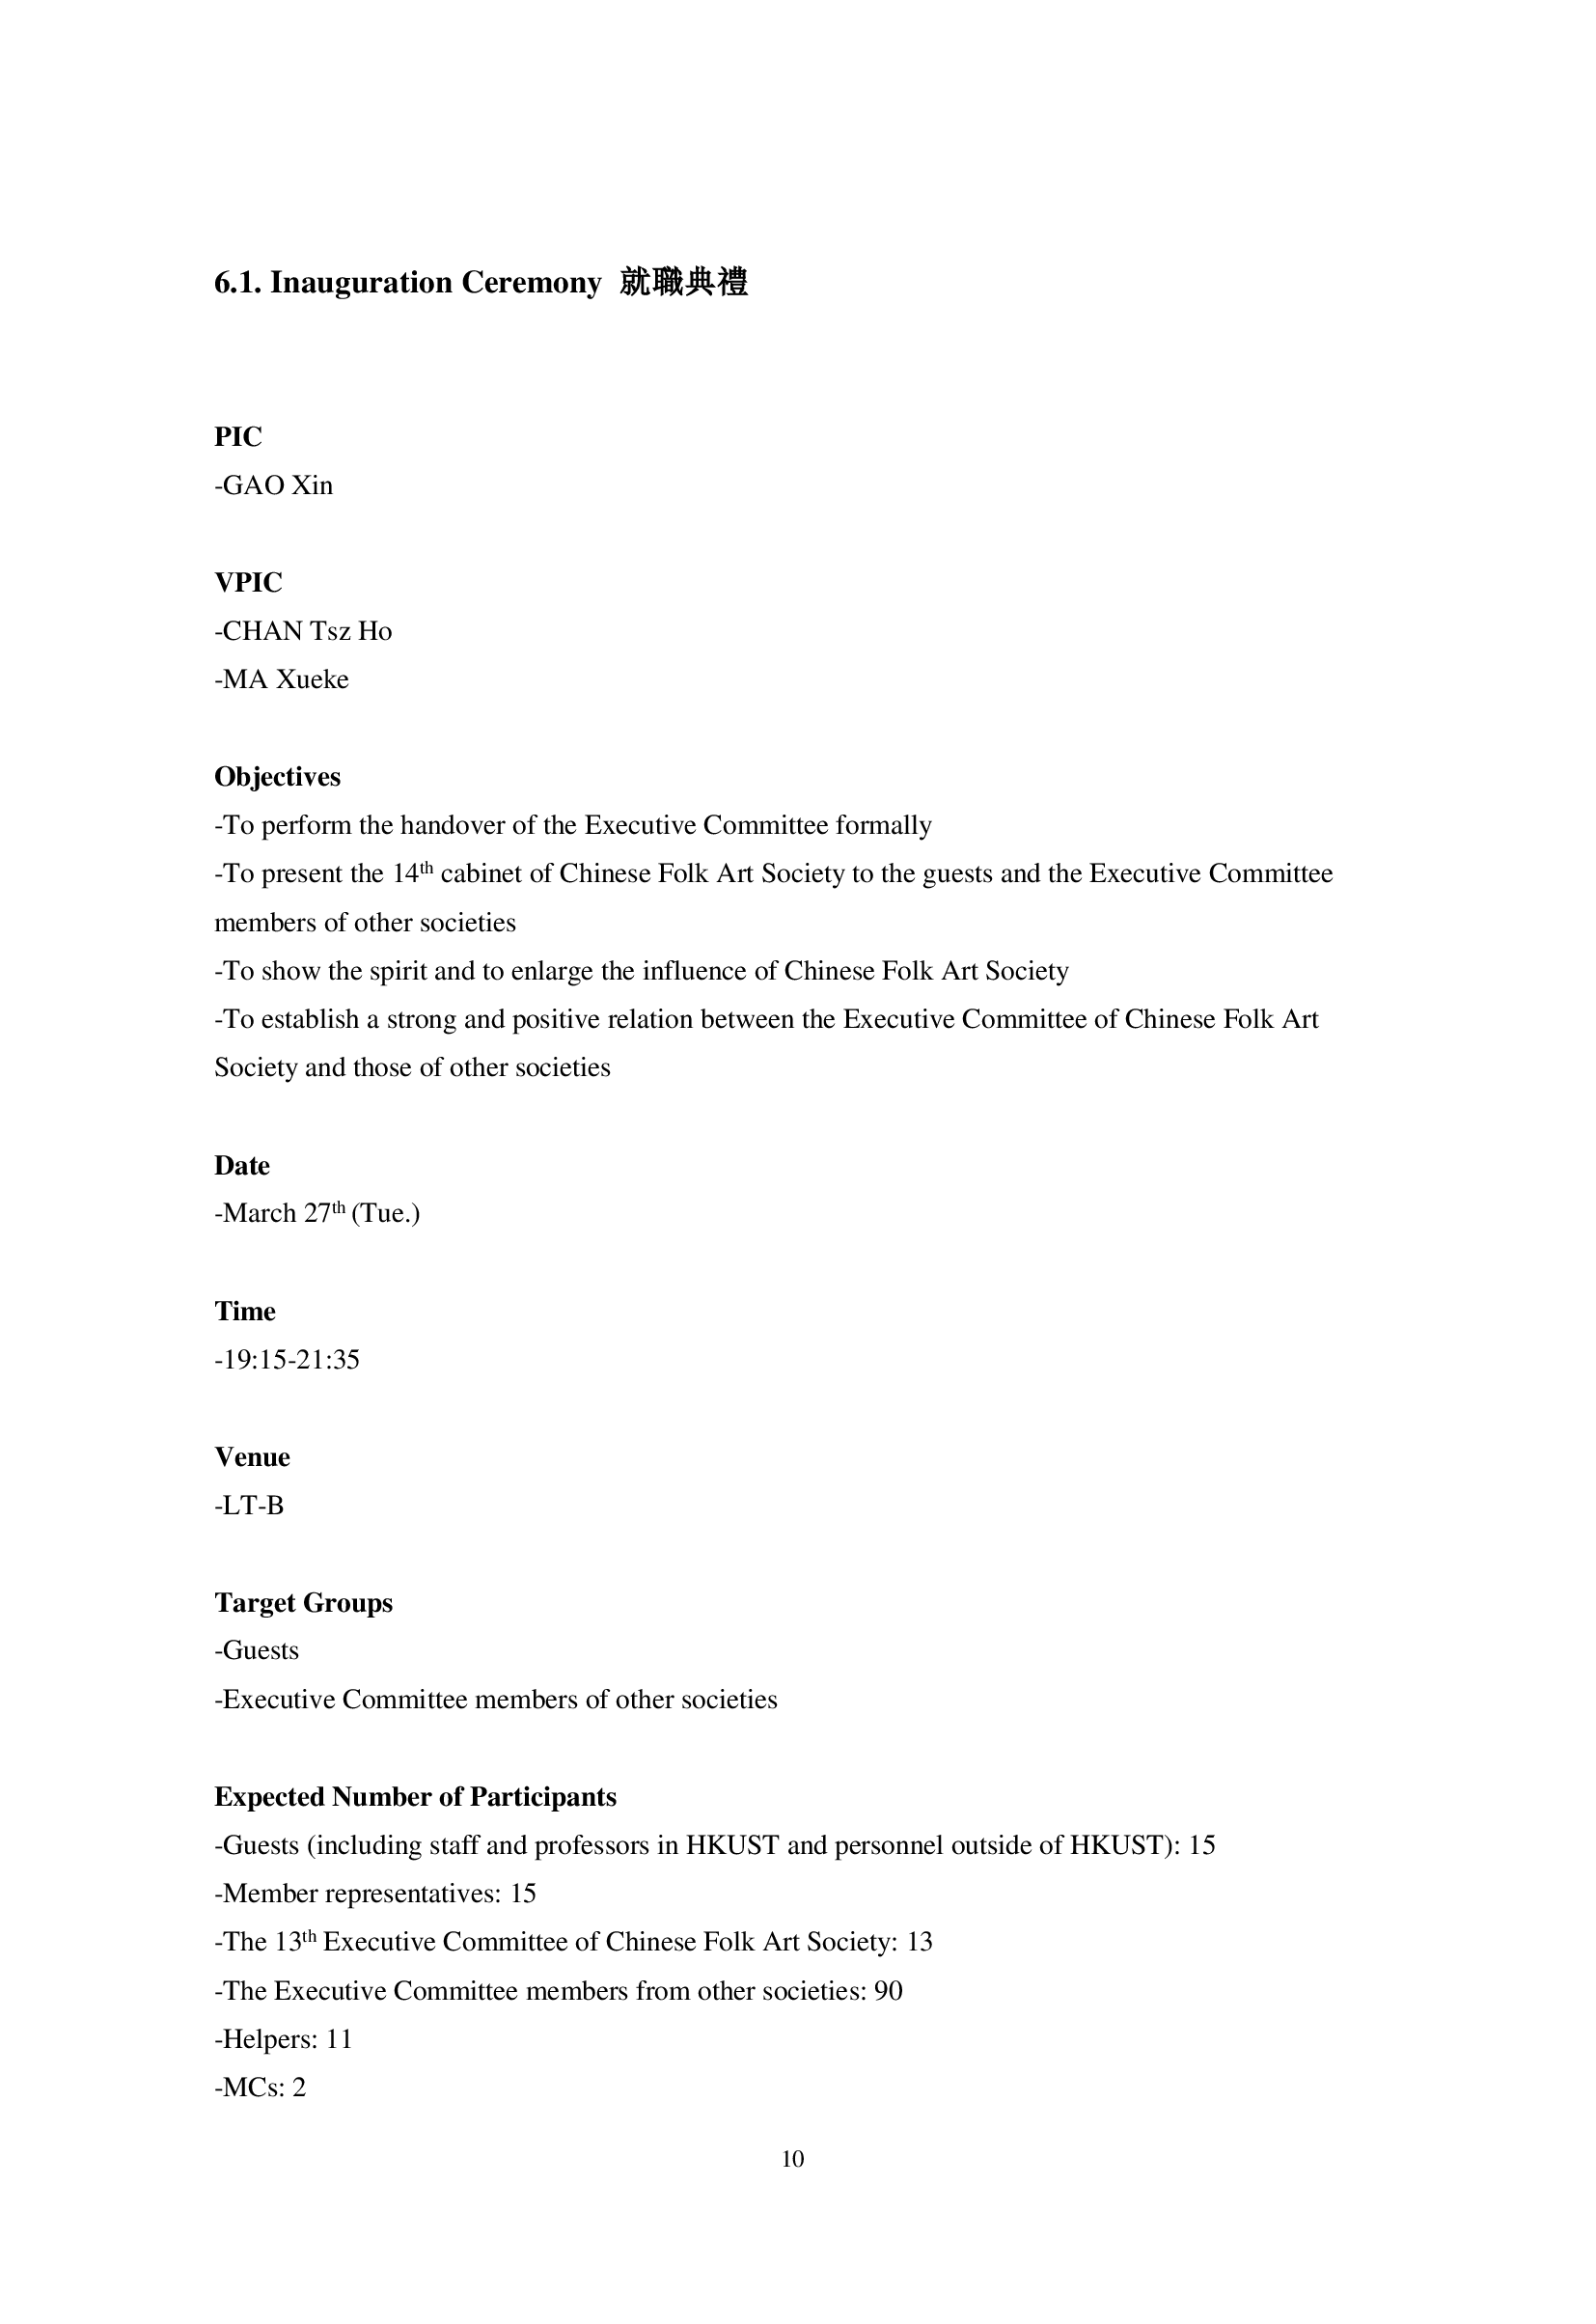 6.1. Inauguration Ceremony 就職典禮
PIC
-GAO Xin
VPIC
-CHAN Tsz Ho
-MA Xueke
Objectives
-To perform the handover of the Executive Committee formally
-To present the 14th cabinet of Chinese Folk Art Society to the guests and the Executive Committee
members of other societies
-To show the spirit and to enlarge the influence of Chinese Folk Art Society
-To establish a strong and positive relation between the Executive Committee of Chinese Folk Art
Society and those of other societies
Date
-March 27th (Tue.)
Time
-19:15-21:35
Venue
-LT-B
Target Groups
-Guests
-Executive Committee members of other societies
Expected Number of Participants
-Guests (including staff and professors in HKUST and personnel outside of HKUST): 15
-Member representatives: 15
-The 13th Executive Committee of Chinese Folk Art Society: 13
-The Executive Committee members from other societies: 90
-Helpers: 11
-MCs: 2
10